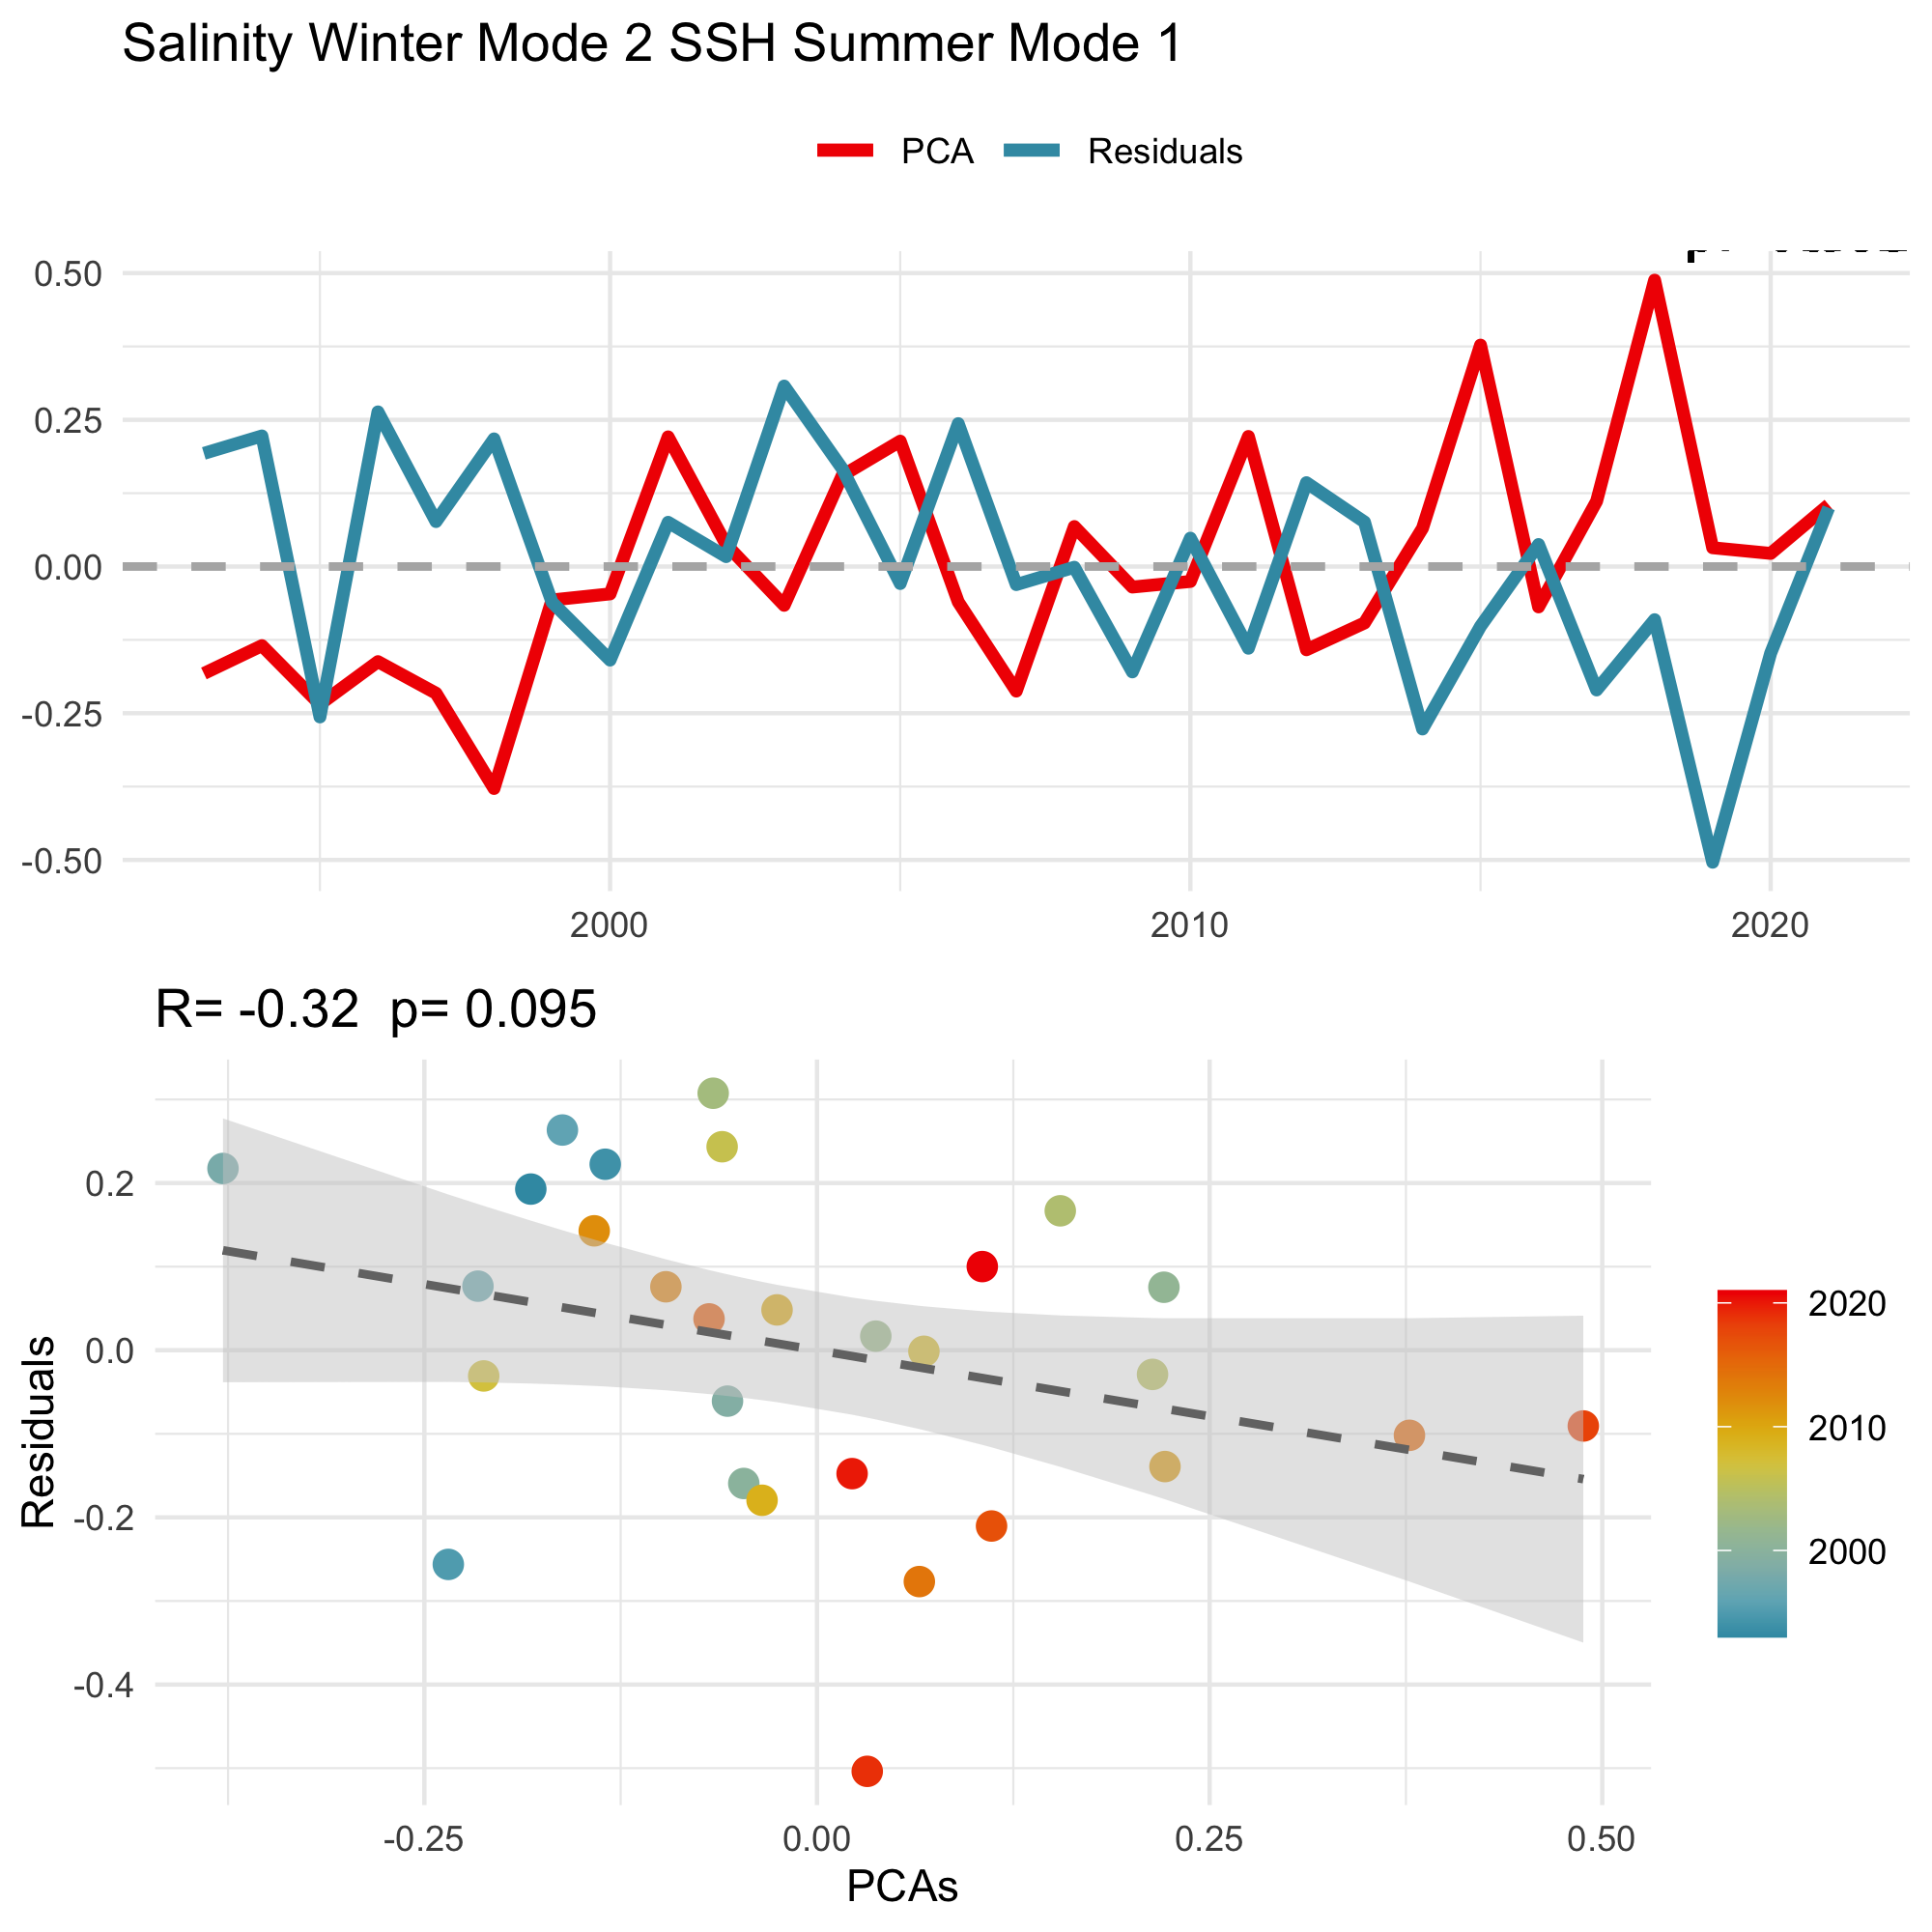 Salinity Winter Mode 2 SSH Summer Mode 1
PCA Residuals
0.50
0.25
0.00
-0.25
-0.50
2000 2010 2020
R= -0.32 p= 0.095
Residuals
0.2
0.0
-0.2
-0.4
-0.25 0.00 0.25 0.50
PCAs
2020
2010
2000